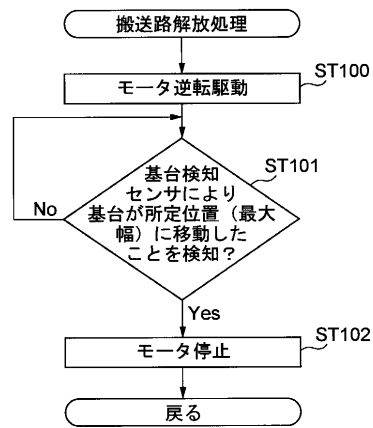 搬送路解放処理
ST100
モータ逆転駆動
ST101
基台検知
センサにより
基台が所定位置（最大
幅）に移動した
ことを検知？
No
Yes
ST102
モータ停止
戻る